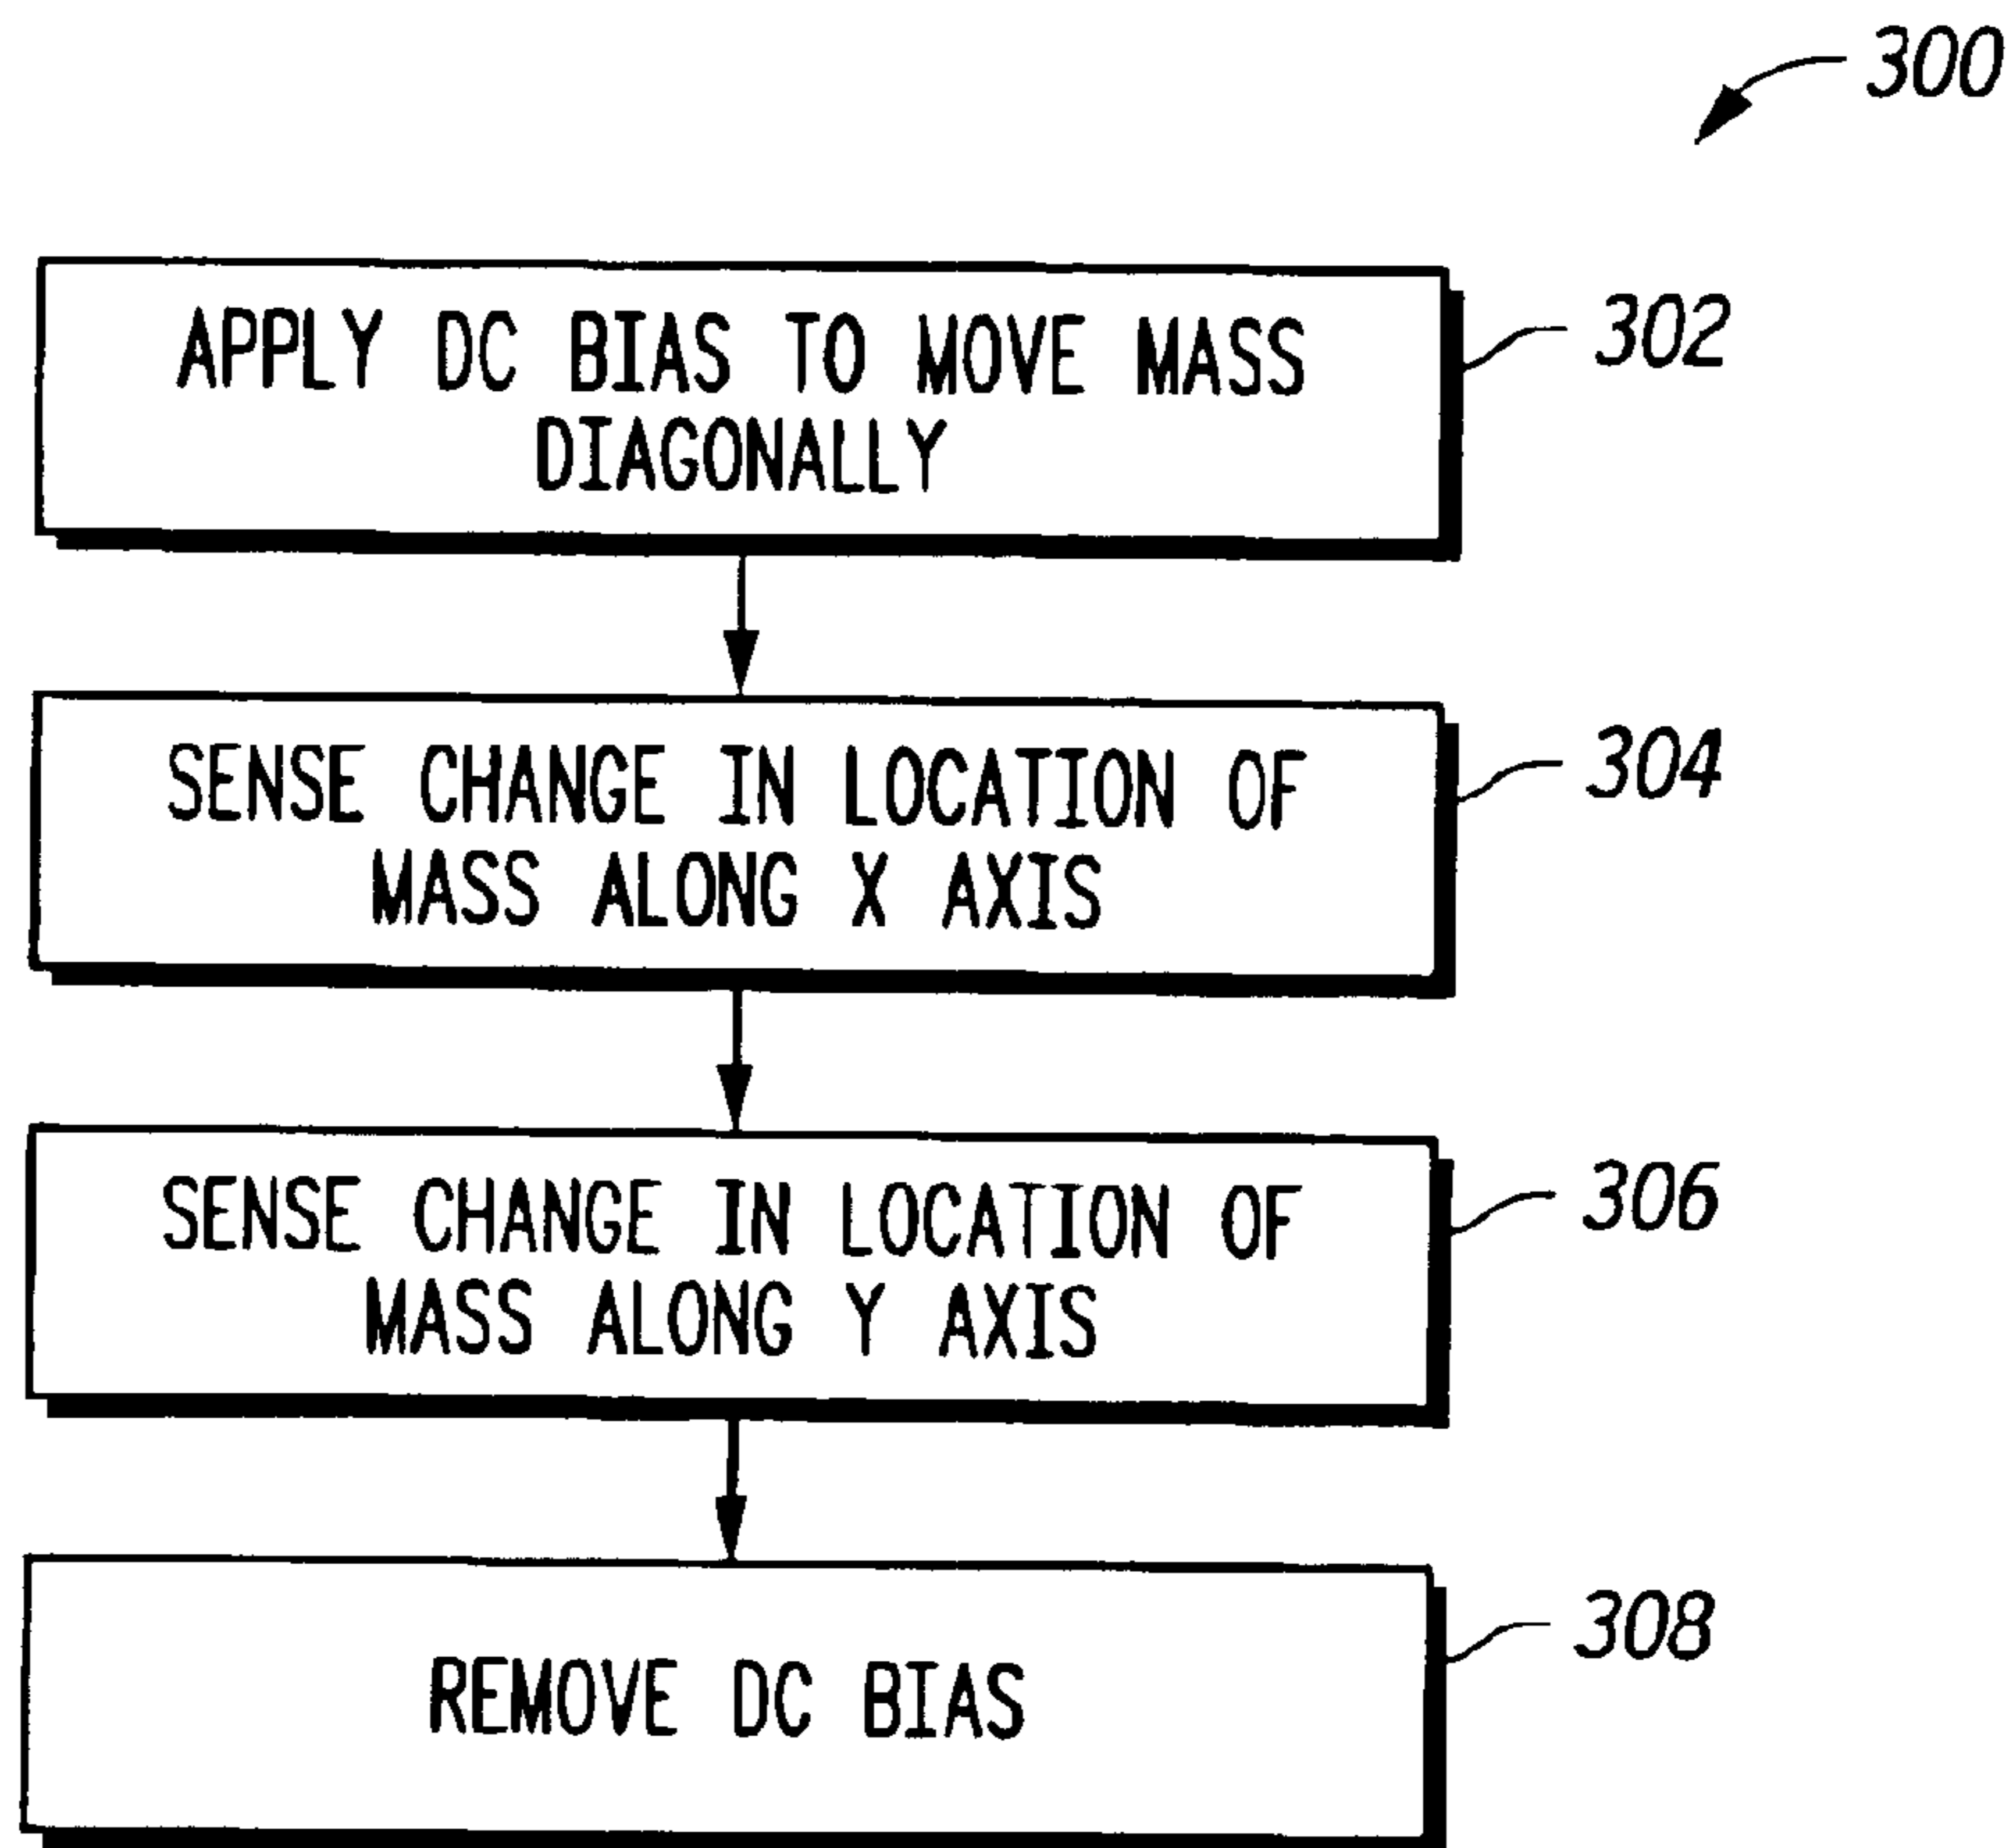 300
APPLY DC BIAS TO MOVE MASS
DIAGONALLY
302
SENSE CHANGE IN LOCATION OF
MASS ALONG X AXIS
304
SENSE CHANGE IN LOCATION OF
MASS ALONG Y AXIS
306
REMOVE DC BIAS
308